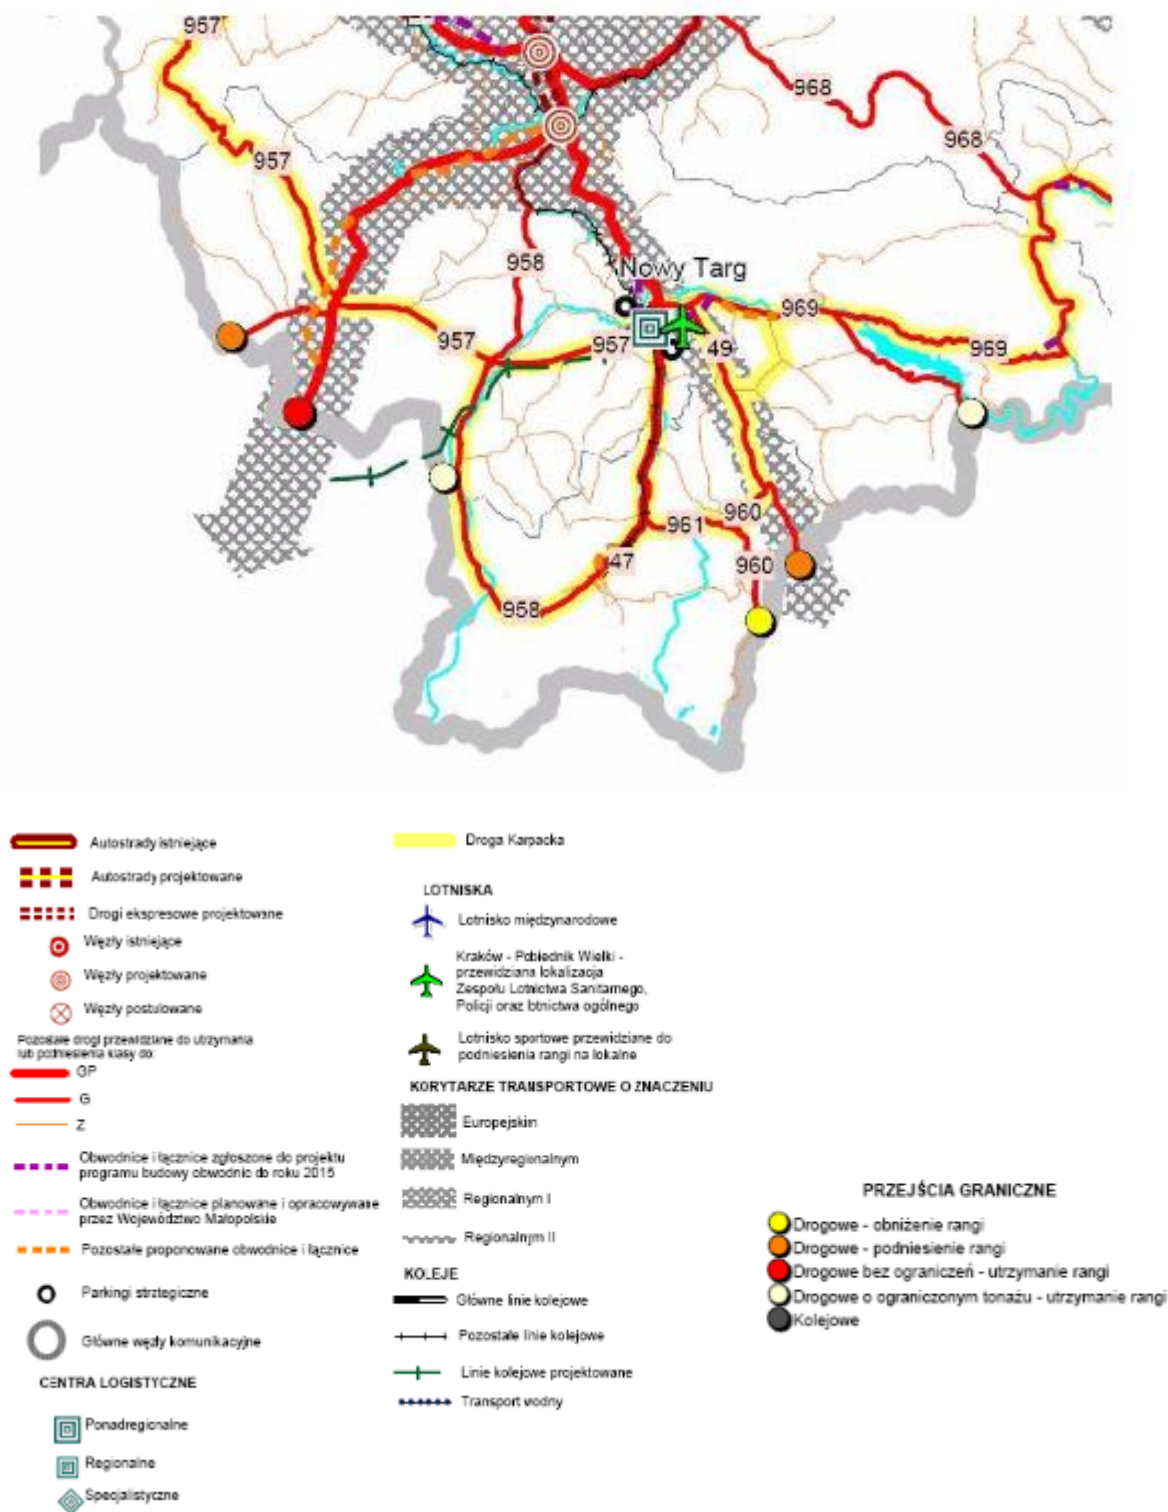 957
968
957
968
958
Nowy Targ
969
957
957
49
969
961
960
47
960
958
Autostrady istniejące
Autostrady projektowane
Drogi ekspresowe projektowane
Węzły istniejące
Węzły projektowane
Węzły postulowane
Pozostałe drogi przewidziane do utrzymania
lub podniesienia klasy do:
GP
G
Z
Obwodnice i łącznice zgłoszone do projektu
programu budowy obwodnic do roku 2015
Obwodnice i łącznice planowane i opracowywane
przez Województwo Małopolskie
Pozostałe proponowane obwodnice i łącznice
Parkingi strategiczne
Główne węzły komunikacyjne
CENTRA LOGISTYCZNE
Ponadregionalne
Regionalne
Specjalistyczne
Droga Karpacka
LOTNISKA
Lotnisko międzynarodowe
Kraków - Pobiednik Wielki -
przewidziana lokalizacja
Zespołu Lotnictwa Sanitarnego,
Policji oraz lotnictwa ogólnego
Lotnisko sportowe przewidziane do
podniesienia rangi na lokalne
KORYTARZE TRANSPORTOWE O ZNACZENIU
Europejskim
Międzyregionalnym
Regionalnym I
Regionalnym II
KOLEJE
Główne linie kolejowe
Pozostałe linie kolejowe
Linie kolejowe projektowane
Transport wodny
PRZEJŚCIA GRANICZNE
Drogowe - obniżenie rangi
Drogowe - podniesienie rangi
Drogowe bez ograniczeń - utrzymanie rangi
Drogowe o ograniczonym tonażu - utrzymanie rangi
Kolejowe